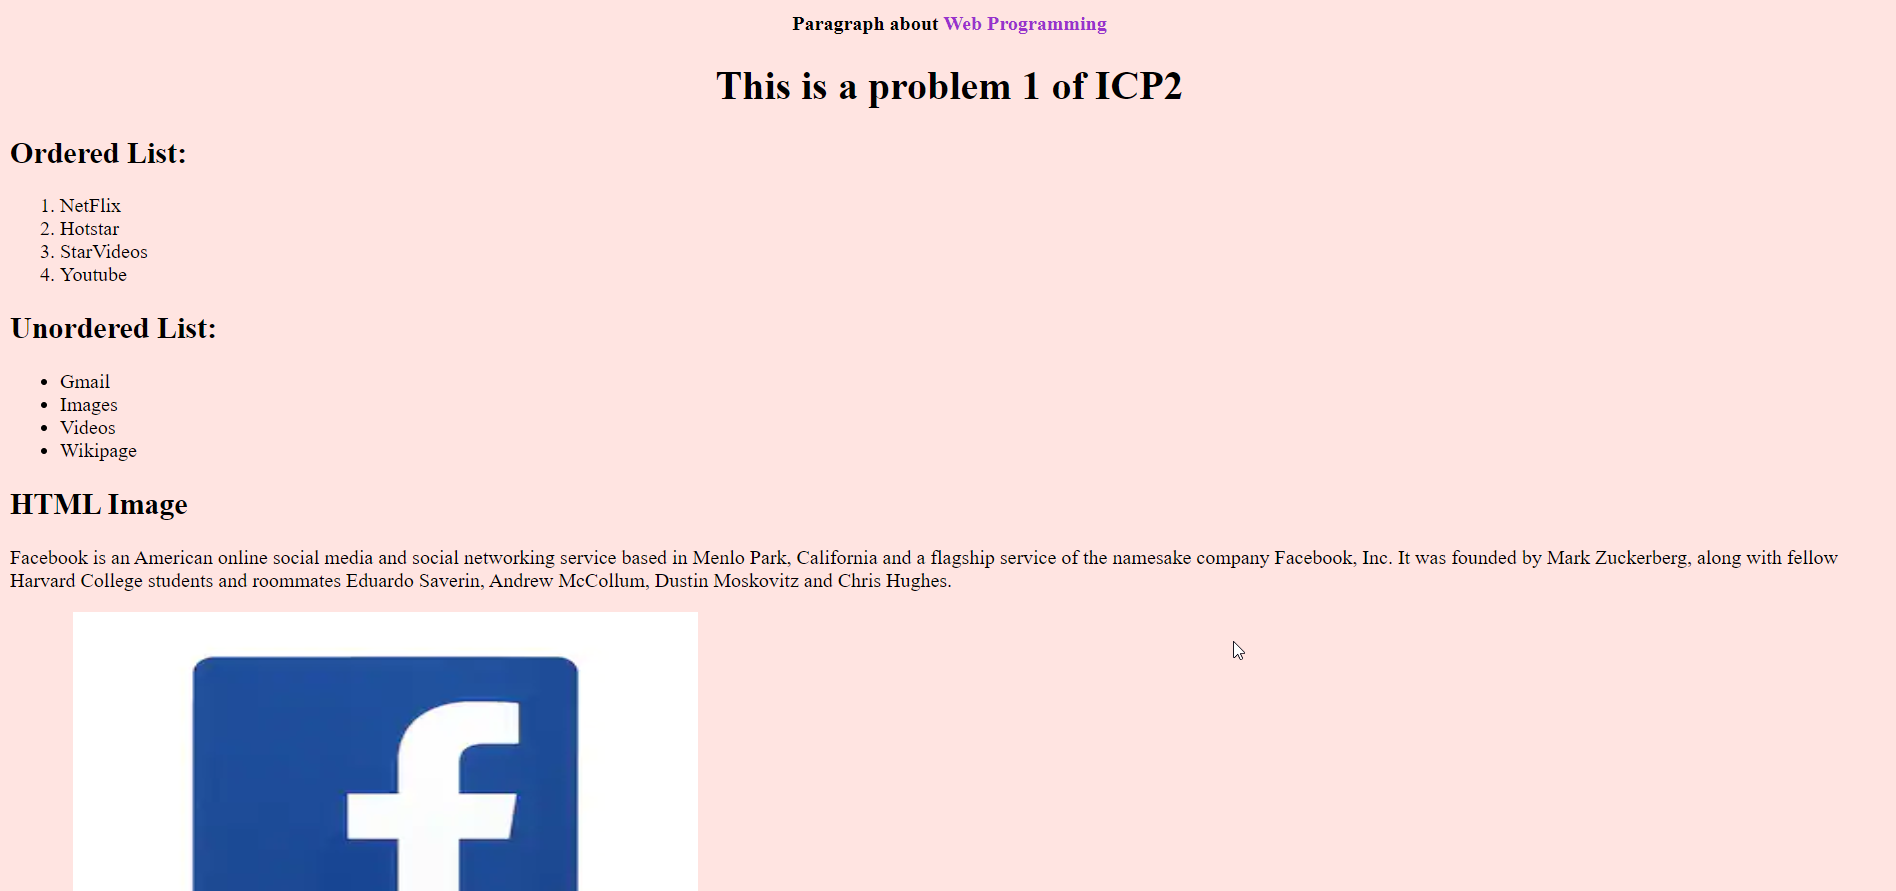 Paragraph about Web Programming
This is a problem 1 of ICP2
Ordered List:
1. NetFlix
2. Hotstar
3. StarVideos
4. Youtube
Unordered List:
• Gmail
• Images
• Videos
• Wikipage
HTML Image
Facebook is an American online social media and social networking service based in Menlo Park, California and a flagship service of the namesake company Facebook, Inc. It was founded by Mark Zuckerberg, along with fellow
Harvard College students and roommates Eduardo Saverin, Andrew McCollum, Dustin Moskovitz and Chris Hughes.
f